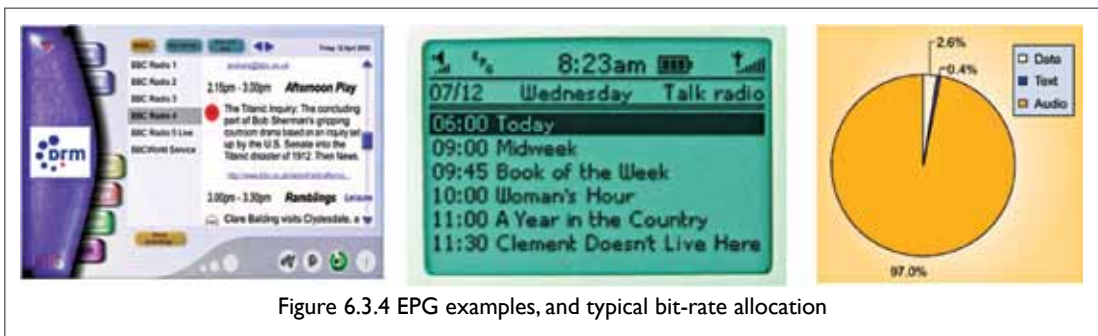 Friday, 12 April 2002
BBC Radio 1
BBC Radio 2
BBC Radio 3
BBC Radio 4
BBC Radio 5 Live
BBC World Service
DRM
2.15pm - 3.00pm Afternoon Play
The Titanic Inquiry: The concluding
part of Bob Sherman's gripping
courtroom drama based on an inquiry set
up by the U.S. Senate into the
Titanic disaster of 1912. Then News.
3.00pm - 3.30pm Ramblings Leisure
Clare Balding visits Clydesdale, a
EPG 8:23am
07/12 Wednesday Talk radio
06:00 Today
09:00 Midweek
09:45 Book of the Week
10:00 Woman's Hour
11:00 A Year in the Country
11:30 Clement Doesn't Live Here
2.6%
0.4%
Data
Text
Audio
97.0%
Figure 6.3.4 EPG examples, and typical bit-rate allocation